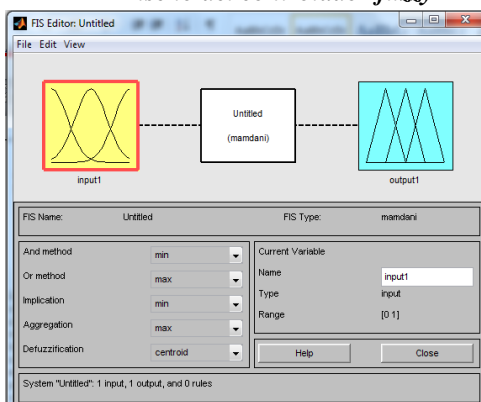 FIS Editor: Untitled
File Edit View
Untitled
(mamdani)
input1
output1
FIS Name: Untitled FIS Type: mamdani
And method min
Or method max
Implication min
Aggregation max
Defuzzification centroid
Current Variable
Name input1
Type input
Range [0 1]
Help Close
System "Untitled": 1 input, 1 output, and 0 rules